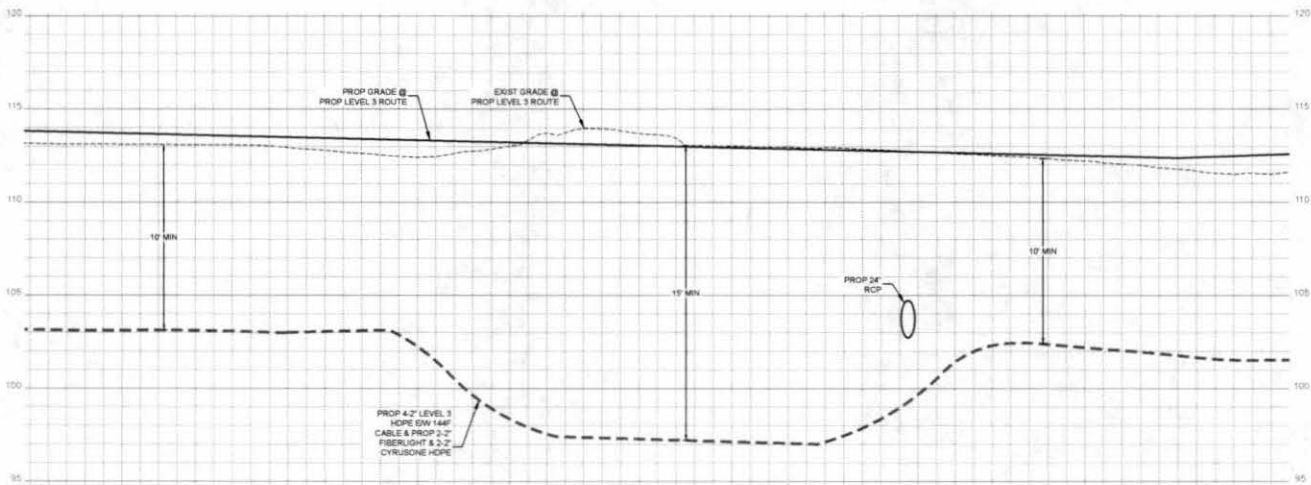 120
120
PROP GRADE @
PROP LEVEL 3 ROUTE
EXIST GRADE @
PROP LEVEL 3 ROUTE
115
115
110
110
10' MIN
15' MIN
10' MIN
PROP 24"
RCP
105
105
100
100
PROP 4-2" LEVEL 3
HDPE E/W 144F
CABLE & PROP 2-2"
FIBERLIGHT & 2-2"
CYRUSONE HDPE
95
95